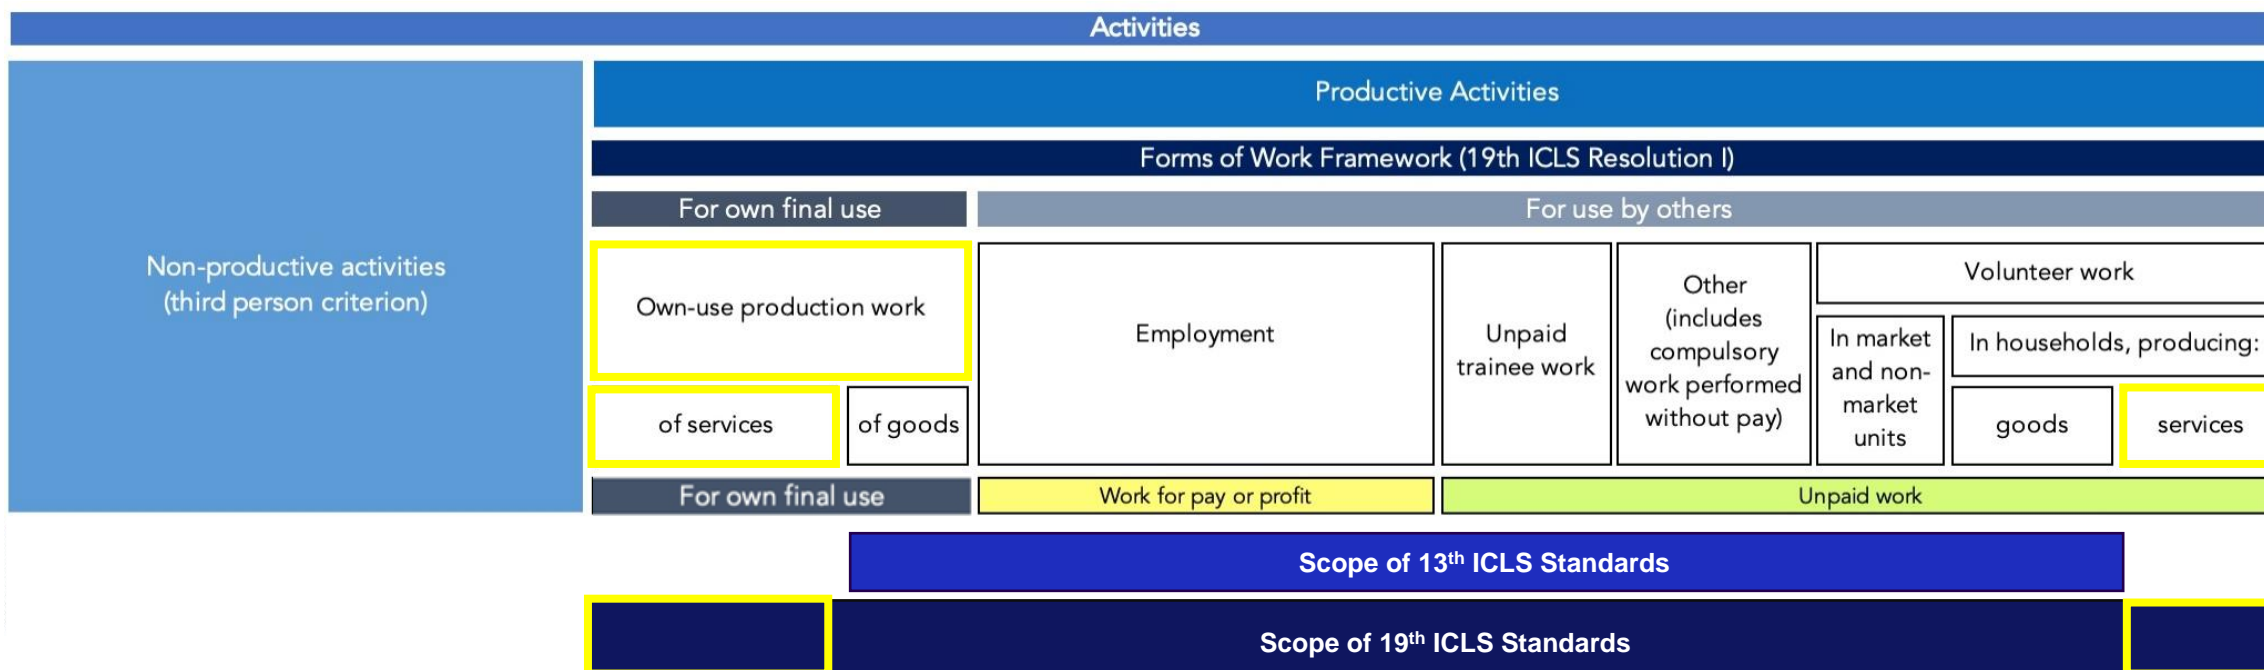 Activities
Productive Activities
Forms of Work Framework (19th ICLS Resolution I)
For own final use
For use by others
Non-productive activities
(third person criterion)
Own-use production work
of services
of goods
Employment
Unpaid
trainee work
Other
(includes
compulsory
work performed
without pay)
Volunteer work
In market
and non-
market
units
In households, producing:
goods
services
For own final use
Work for pay or profit
Unpaid work
Scope of 13th ICLS Standards
Scope of 19th ICLS Standards